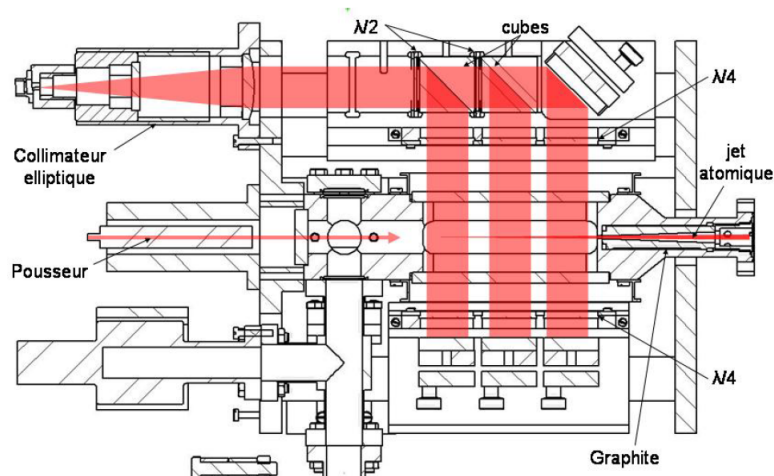 λ/2
cubes
λ/4
Collimateur
elliptique
jet
atomique
Pousseur
λ/4
Graphite